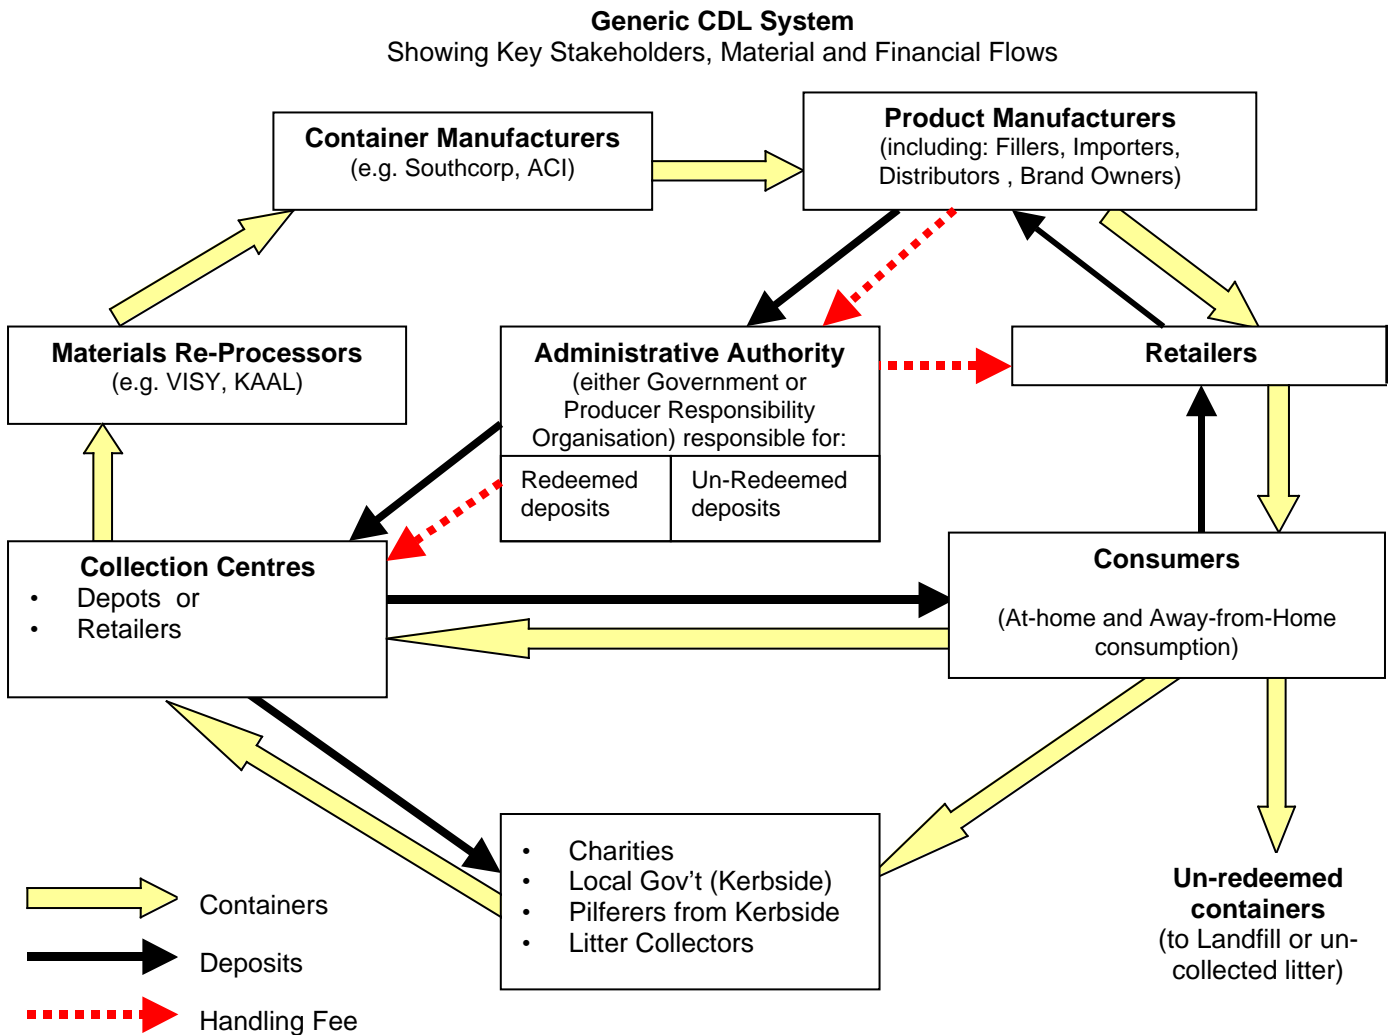 Generic CDL System
Showing Key Stakeholders, Material and Financial Flows
Container Manufacturers
(e.g. Southcorp, ACI)
Product Manufacturers
(including: Fillers, Importers,
Distributors , Brand Owners)
Materials Re-Processors
(e.g. VISY, KAAL)
Administrative Authority
(either Government or
Producer Responsibility
Organisation) responsible for:
Redeemed
deposits
Un-Redeemed
deposits
Retailers
Collection Centres
• Depots or
• Retailers
Consumers
(At-home and Away-from-Home
consumption)
• Charities
• Local Gov't (Kerbside)
• Pilferers from Kerbside
• Litter Collectors
Un-redeemed
containers
(to Landfill or un-
collected litter)
Containers
Deposits
Handling Fee